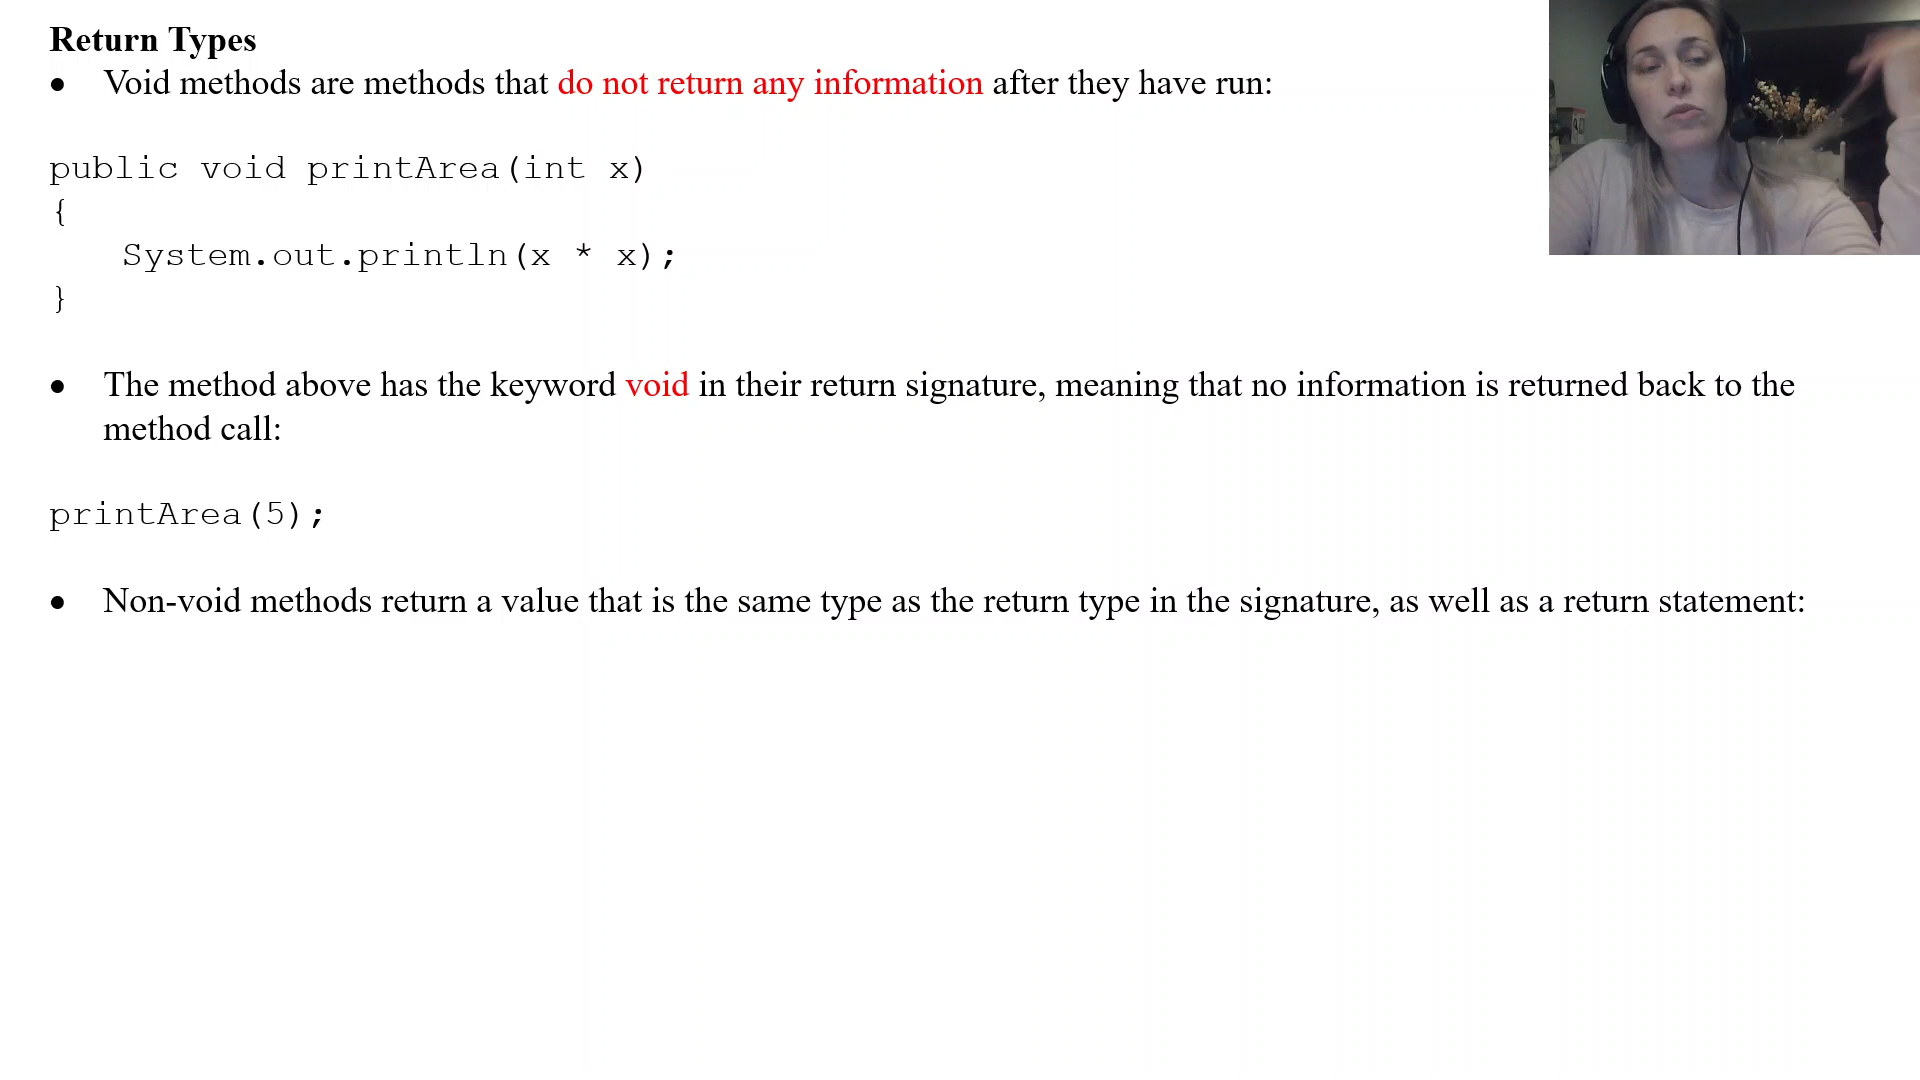 Return Types
• Void methods are methods that do not return any information after they have run:
public void printArea(int x)
{
System.out.println(x * x);
}
• The method above has the keyword void in their return signature, meaning that no information is returned back to the
method call:
printArea(5);
• Non-void methods return a value that is the same type as the return type in the signature, as well as a return statement: